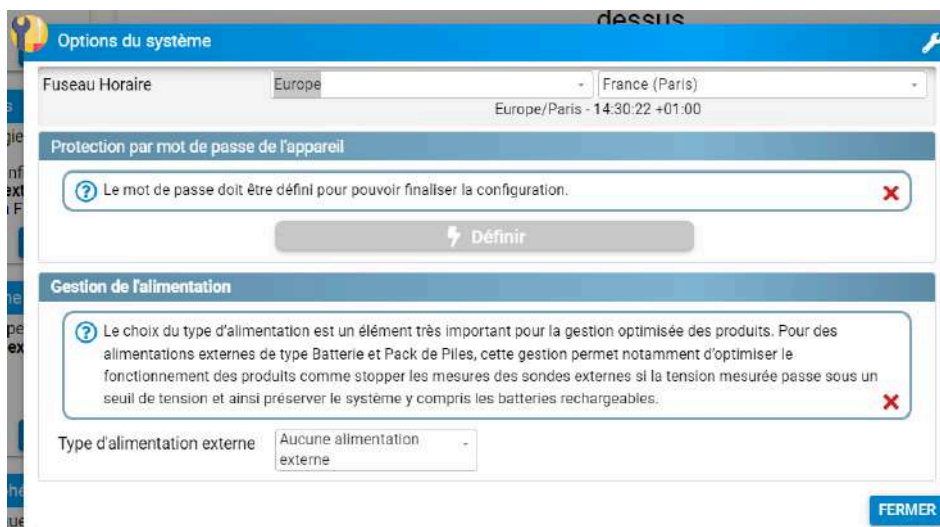 dessus
Options du système
Fuseau Horaire
Europe
France (Paris)
Europe/Paris - 14:30:22 +01:00
Protection par mot de passe de l'appareil
Le mot de passe doit être défini pour pouvoir finaliser la configuration.
Définir
Gestion de l'alimentation
Le choix du type d'alimentation est un élément très important pour la gestion optimisée des produits. Pour des
alimentations externes de type Batterie et Pack de Piles, cette gestion permet notamment d'optimiser le
fonctionnement des produits comme stopper les mesures des sondes externes si la tension mesurée passe sous un
seuil de tension et ainsi préserver le système y compris les batteries rechargeables.
Type d'alimentation externe
Aucune alimentation
externe
FERMER